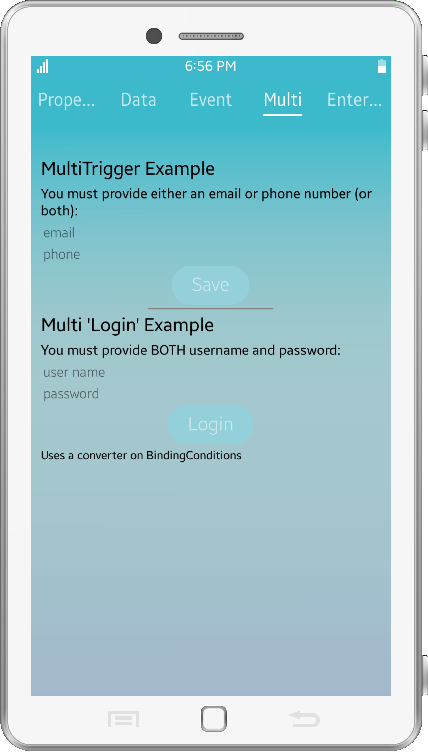 6:56 PM
Prope... Data Event Multi Enter...
MultiTrigger Example
You must provide either an email or phone number (or
both):
email
phone
Save
Multi 'Login' Example
You must provide BOTH username and password:
user name
password
Login
Uses a converter on BindingConditions